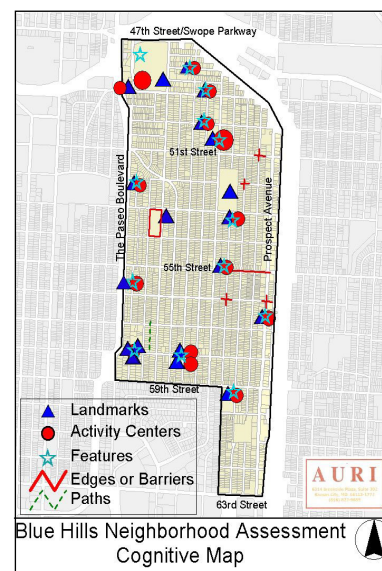 47th Street/Swope Parkway
51st Street
The Paseo Boulevard
Prospect Avenue
55th Street
59th Street
Landmarks
Activity Centers
Features
Edges or Barriers
Paths
63rd Street
AURI
Blue Hills Neighborhood Assessment
Cognitive Map